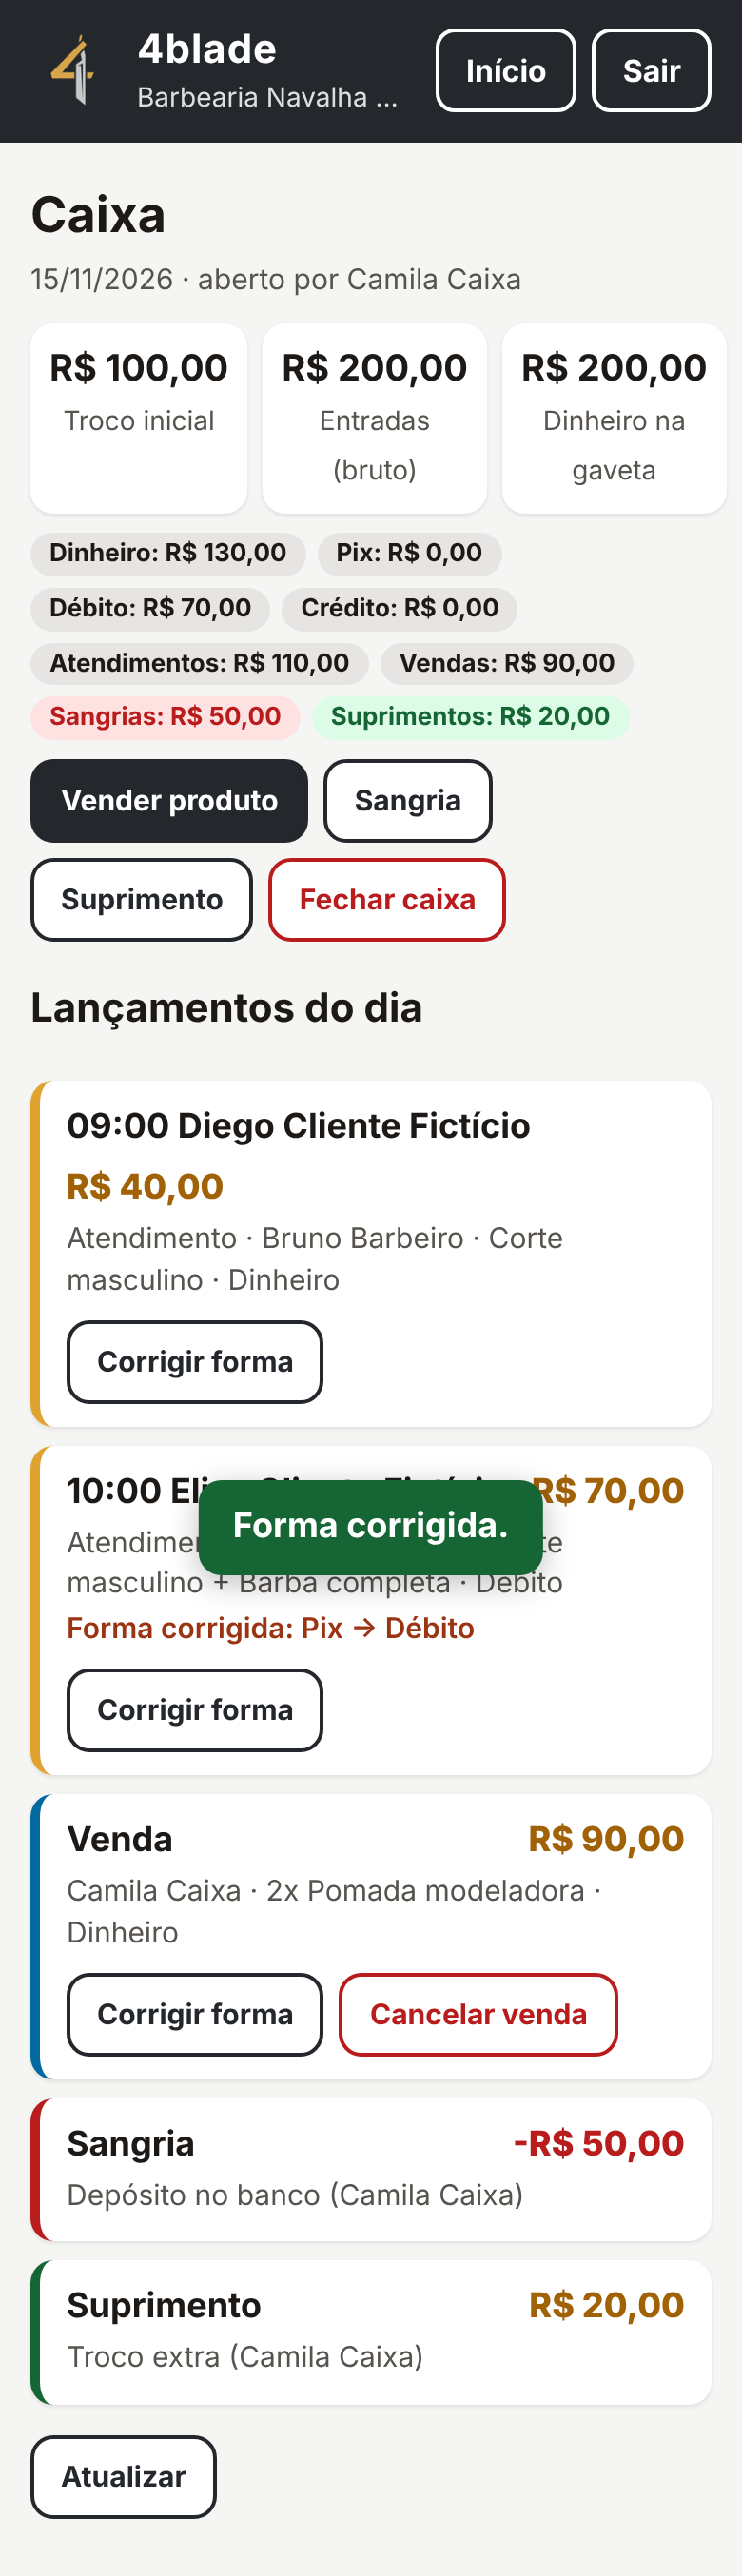 4blade
Barbearia Navalha ...
Início
Sair
Caixa
15/11/2026 · aberto por Camila Caixa
R$ 100,00
Troco inicial
R$ 200,00
Entradas
(bruto)
R$ 200,00
Dinheiro na
gaveta
Dinheiro: R$ 130,00
Pix: R$ 0,00
Débito: R$ 70,00
Crédito: R$ 0,00
Atendimentos: R$ 110,00
Vendas: R$ 90,00
Sangrias: R$ 50,00
Suprimentos: R$ 20,00
Vender produto
Sangria
Suprimento
Fechar caixa
Lançamentos do dia
09:00 Diego Cliente Fictício
R$ 40,00
Atendimento · Bruno Barbeiro · Corte
masculino · Dinheiro
Corrigir forma
10:00
R$ 70,00
Forma corrigida.
masculino + Barba completa · Débito
Forma corrigida: Pix → Débito
Corrigir forma
Venda
R$ 90,00
Camila Caixa · 2x Pomada modeladora ·
Dinheiro
Corrigir forma
Cancelar venda
Sangria
-R$ 50,00
Depósito no banco (Camila Caixa)
Suprimento
R$ 20,00
Troco extra (Camila Caixa)
Atualizar